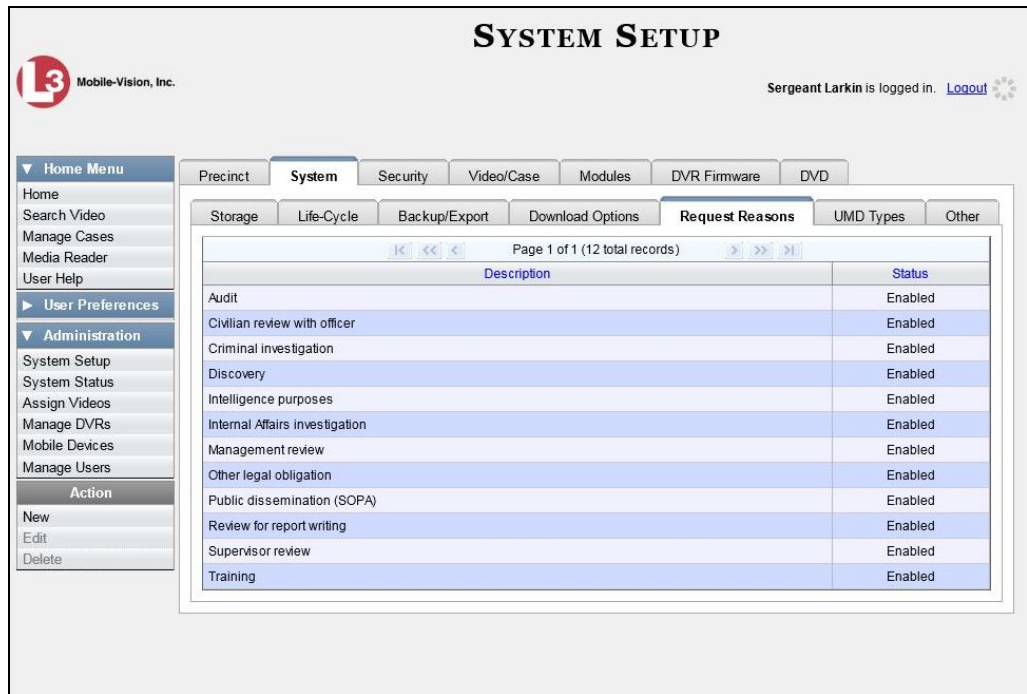 SYSTEM SETUP
L3 Mobile-Vision, Inc.
Sergeant Larkin is logged in. Logout
▼ Home Menu
Home
Search Video
Manage Cases
Media Reader
User Help
▶ User Preferences
▼ Administration
System Setup
System Status
Assign Videos
Manage DVRs
Mobile Devices
Manage Users
Action
New
Edit
Delete
Precinct System Security Video/Case Modules DVR Firmware DVD
Storage Life-Cycle Backup/Export Download Options Request Reasons UMD Types Other
|< << < Page 1 of 1 (12 total records) > >> >|
Description Status
Audit Enabled
Civilian review with officer Enabled
Criminal investigation Enabled
Discovery Enabled
Intelligence purposes Enabled
Internal Affairs investigation Enabled
Management review Enabled
Other legal obligation Enabled
Public dissemination (SOPA) Enabled
Review for report writing Enabled
Supervisor review Enabled
Training Enabled